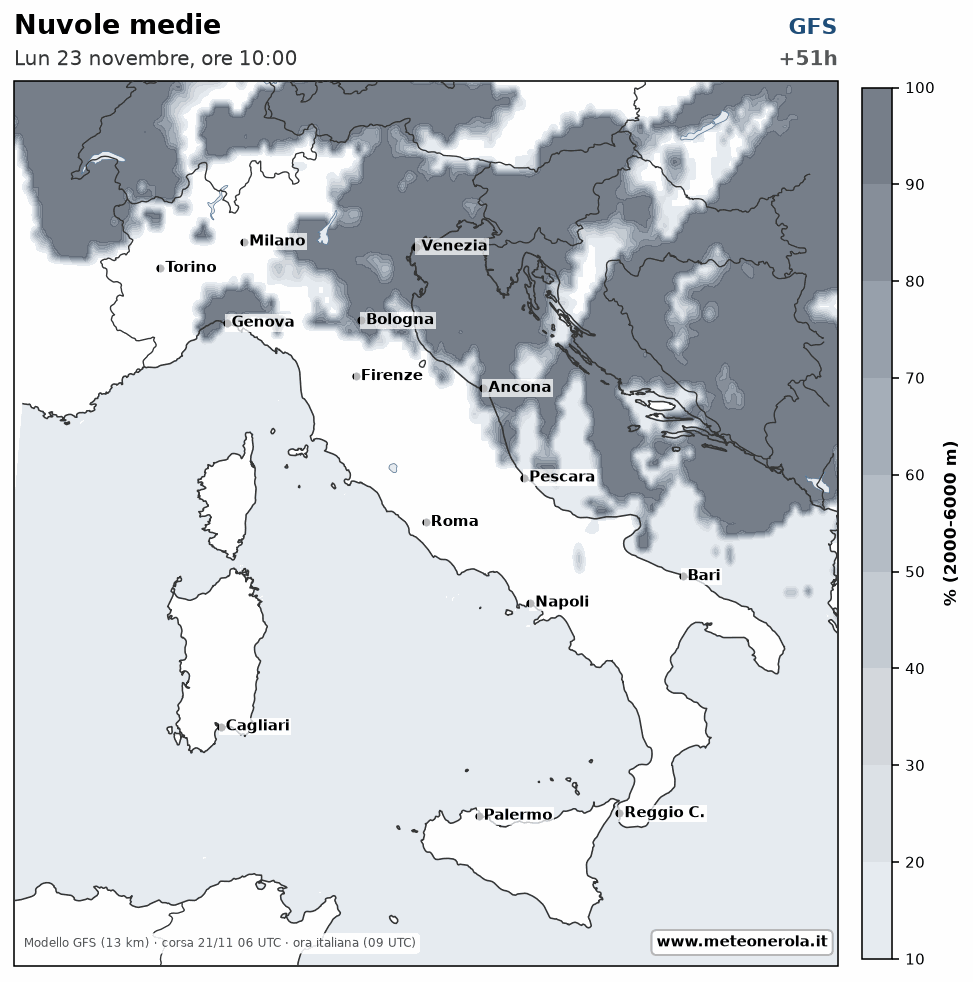 Nuvole medie
GFS
Lun 23 novembre, ore 10:00
+51h
Milano
Venezia
Torino
Genova
Bologna
Firenze
Ancona
Pescara
Roma
Bari
Napoli
Cagliari
Palermo
Reggio C.
Modello GFS (13 km) · corsa 21/11 06 UTC · ora italiana (09 UTC)
www.meteonerola.it
100
90
80
70
60
50
40
30
20
10
% (2000-6000 m)